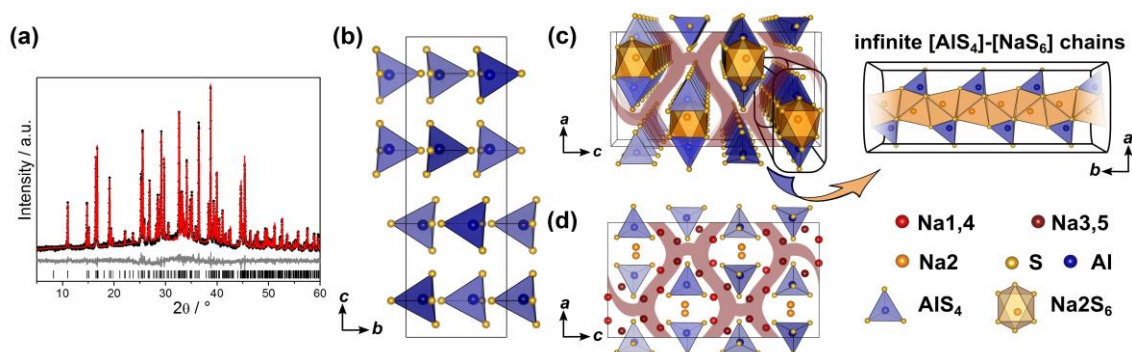 (a)
Intensity / a.u.
10 20 30 40 50 60
2θ / °
(b)
c
b
(c)
a
c
infinite [AlS₄]-[NaS₆] chains
a
b
(d)
a
c
Na1,4 Na3,5
Na2 S Al
AlS₄ Na2S₆